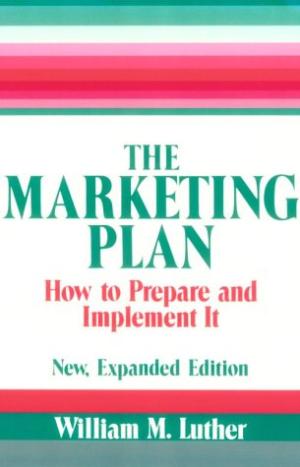 THE
MARKETING
PLAN
How to Prepare and
Implement It
New, Expanded Edition
William M. Luther